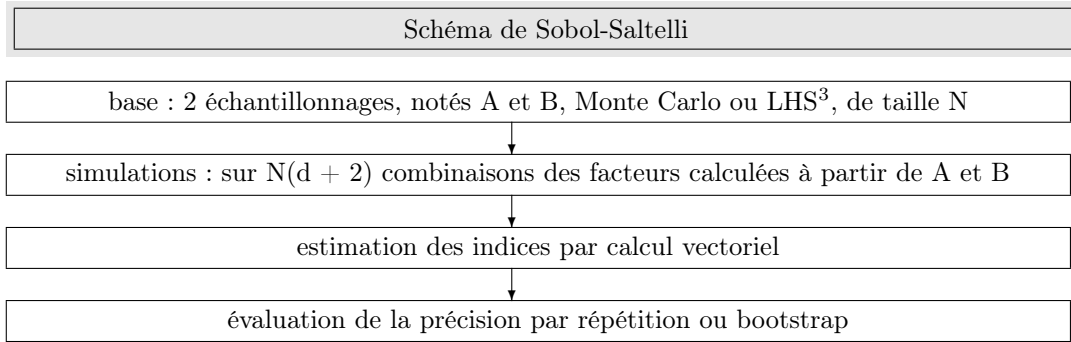 Schéma de Sobol-Saltelli
base : 2 échantillonnages, notés A et B, Monte Carlo ou LHS³, de taille N
simulations : sur N(d + 2) combinaisons des facteurs calculées à partir de A et B
estimation des indices par calcul vectoriel
évaluation de la précision par répétition ou bootstrap